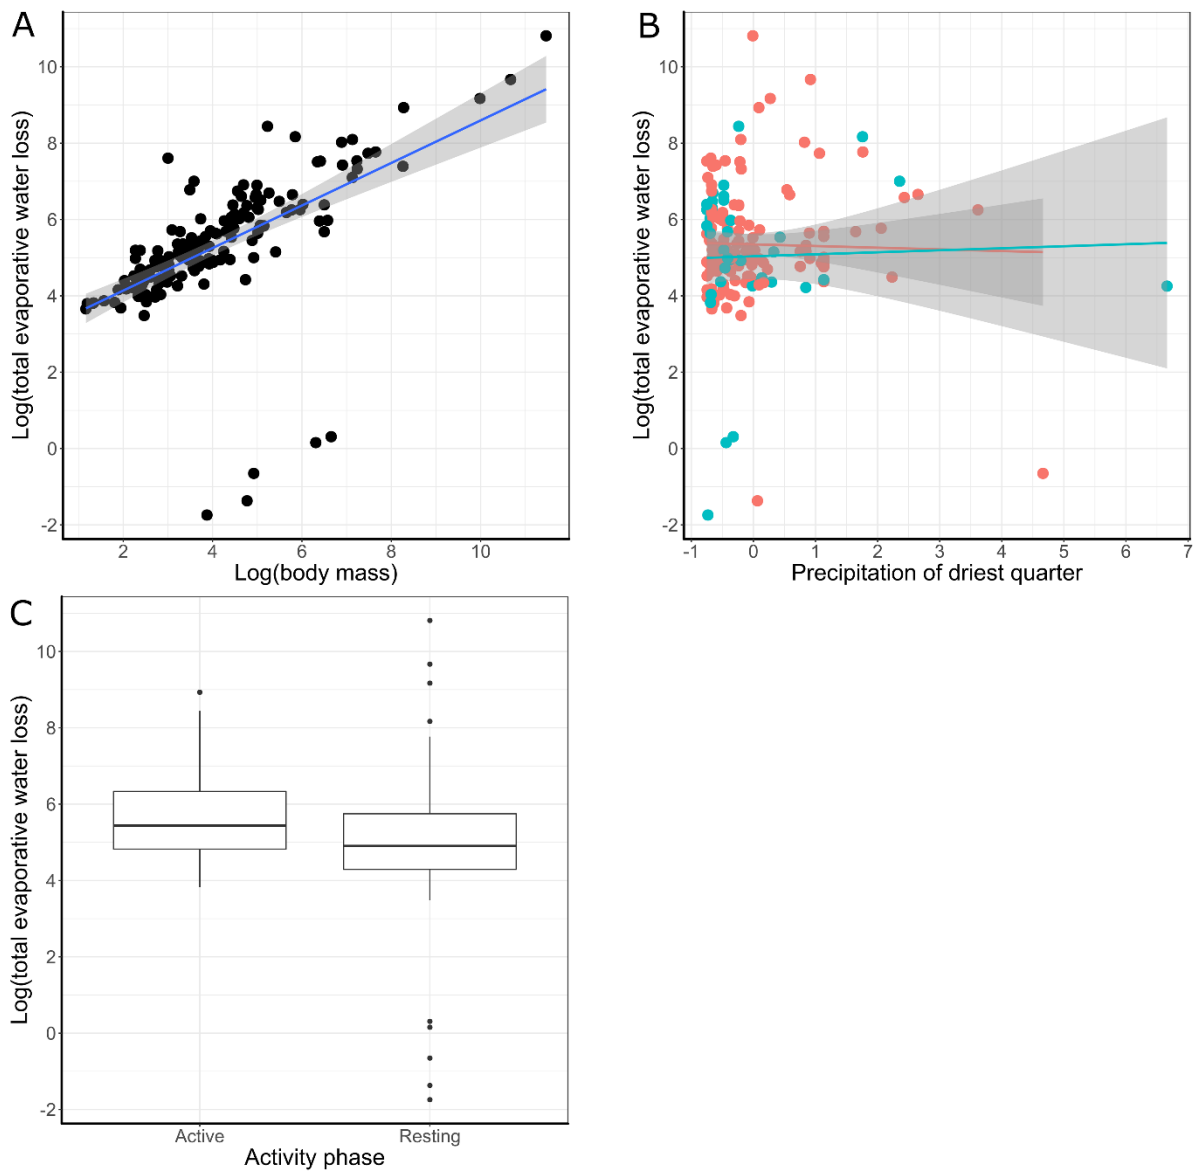 A
Log(total evaporative water loss)
10
8
6
4
2
0
-2
2 4 6 8 10
Log(body mass)
B
Log(total evaporative water loss)
10
8
6
4
2
0
-2
-1 0 1 2 3 4 5 6 7
Precipitation of driest quarter
C
Log(total evaporative water loss)
10
8
6
4
2
0
-2
Active Resting
Activity phase